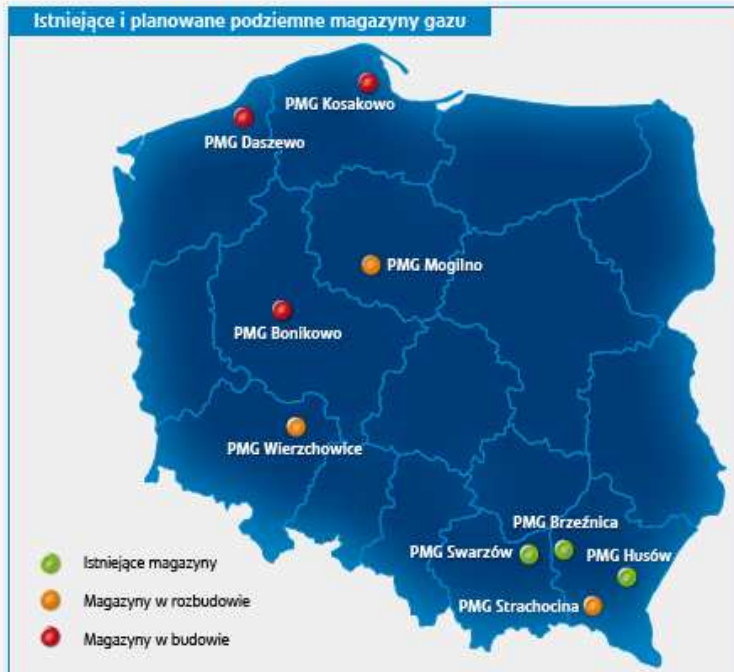 Istniejące i planowane podziemne magazyny gazu
PMG Kosakowo
PMG Daszewo
PMG Mogilno
PMG Bonikowo
PMG Wierzchowice
PMG Brzeźnica
PMG Swarzów
PMG Husów
PMG Strachocina
Istniejące magazyny
Magazyny w rozbudowie
Magazyny w budowie